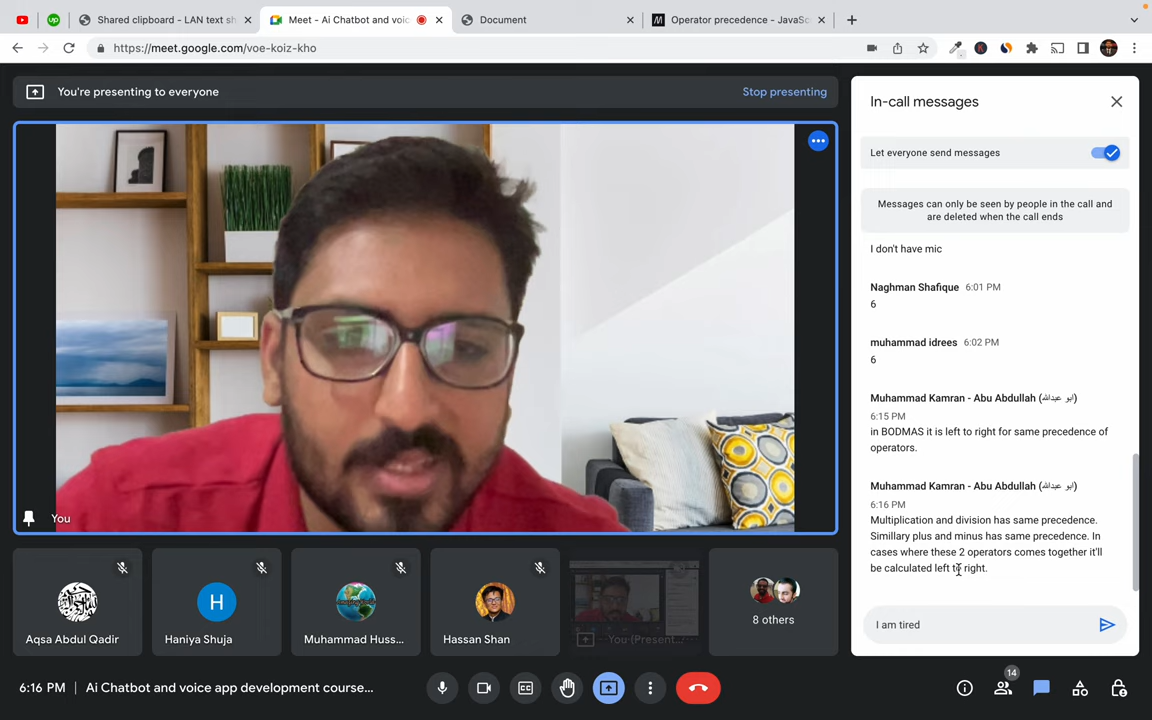 Shared clipboard - LAN text sh
Meet - Ai Chatbot and voic
Document
Operator precedence - JavaSc
https://meet.google.com/voe-koiz-kho
You're presenting to everyone
Stop presenting
You
Aqsa Abdul Qadir
Haniya Shuja
Muhammad Huss...
Hassan Shan
You (Present...
8 others
In-call messages
Let everyone send messages
Messages can only be seen by people in the call and
are deleted when the call ends
I don't have mic
Naghman Shafique 6:01 PM
6
muhammad idrees 6:02 PM
6
Muhammad Kamran - Abu Abdullah (ابو عبدالله)
6:15 PM
in BODMAS it is left to right for same precedence of
operators.
Muhammad Kamran - Abu Abdullah (ابو عبدالله)
6:16 PM
Multiplication and division has same precedence.
Simillary plus and minus has same precedence. In
cases where these 2 operators comes together it'll
be calculated left to right.
I am tired
6:16 PM | Ai Chatbot and voice app development course...
14